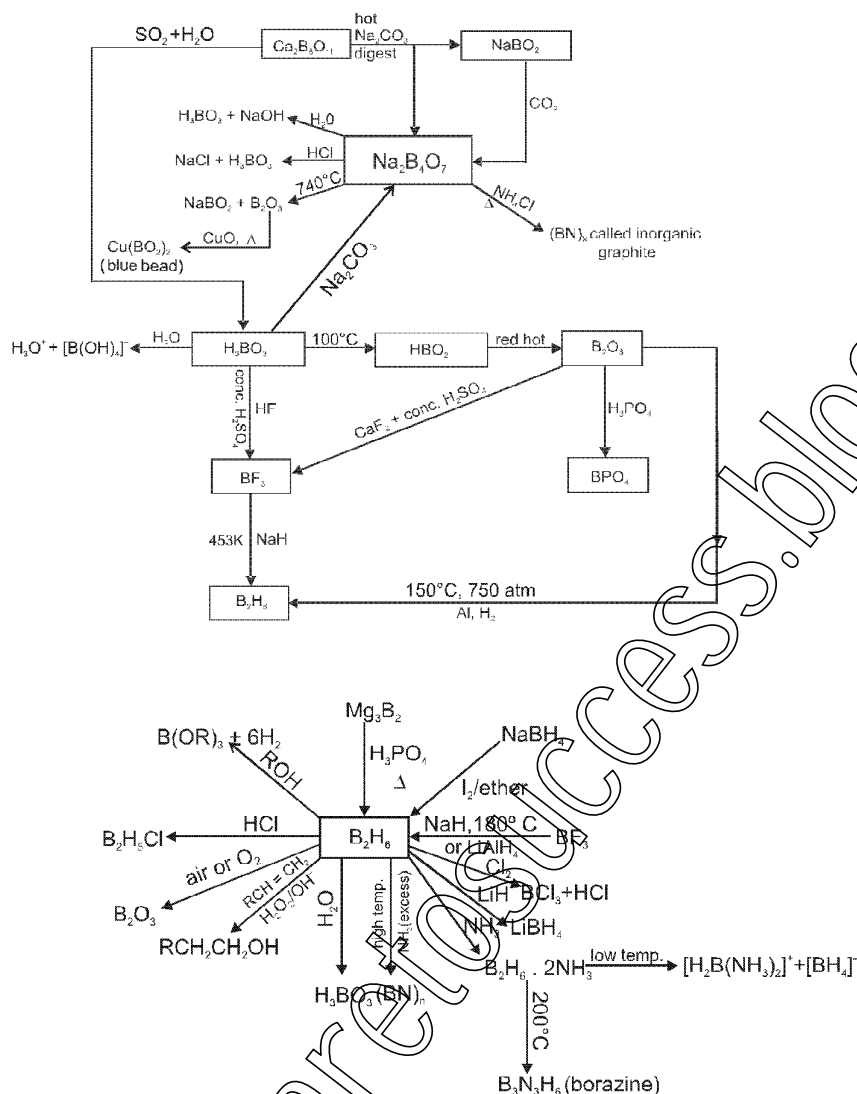 SO₂+H₂O
hot
Na₂CO₃
digest
Ca₂B₆O₁₁
NaBO₂
CO₂
H₃BO₃ + NaOH
H₂O
NaCl + H₃BO₃
HCl
Na₂B₄O₇
NaBO₂ + B₂O₃
740°C
NH₄Cl
Δ
(BN)ₓ called inorganic
graphite
CuO, Δ
Cu(BO₂)₂
(blue bead)
Na₂CO₃
H₃O⁺ + [B(OH)₄]⁻
H₂O
H₃BO₃
100°C
HBO₂
red hot
B₂O₃
conc. H₂SO₄
HF
CaF₂ + conc. H₂SO₄
H₃PO₄
BF₃
BPO₄
453K
NaH
B₂H₆
150°C, 750 atm
Al, H₂
Mg₃B₂
B(OR)₃ + 6H₂
ROH
H₃PO₄
Δ
NaBH₄
I₂/ether
HCl
B₂H₅Cl
B₂H₆
NaH,180° C
or LiAlH₄
BF₃
air or O₂
B₂O₃
RCH = CH₂
H₂O₂/OH⁻
RCH₂CH₂OH
H₂O
high temp.
NH₃(excess)
Cl₂
BCl₃+HCl
LiH
LiBH₄
NH₃
H₃BO₃
(BN)ₙ
B₂H₆ . 2NH₃
low temp.
[H₂B(NH₃)₂]⁺+[BH₄]⁻
200°C
B₃N₃H₆ (borazine)
retosuccess.blo